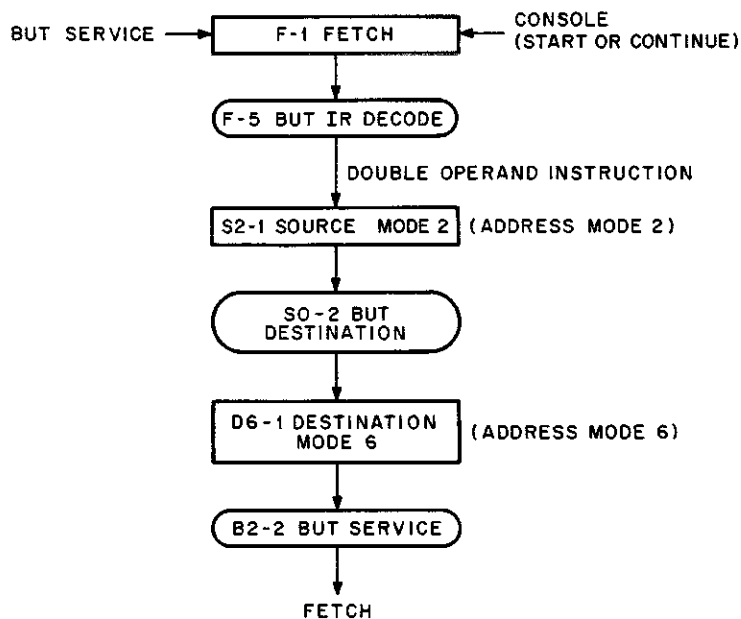 BUT SERVICE
F-1 FETCH
CONSOLE
(START OR CONTINUE)
F-5 BUT IR DECODE
DOUBLE OPERAND INSTRUCTION
S2-1 SOURCE MODE 2
(ADDRESS MODE 2)
SO-2 BUT
DESTINATION
D6-1 DESTINATION
MODE 6
(ADDRESS MODE 6)
B2-2 BUT SERVICE
FETCH